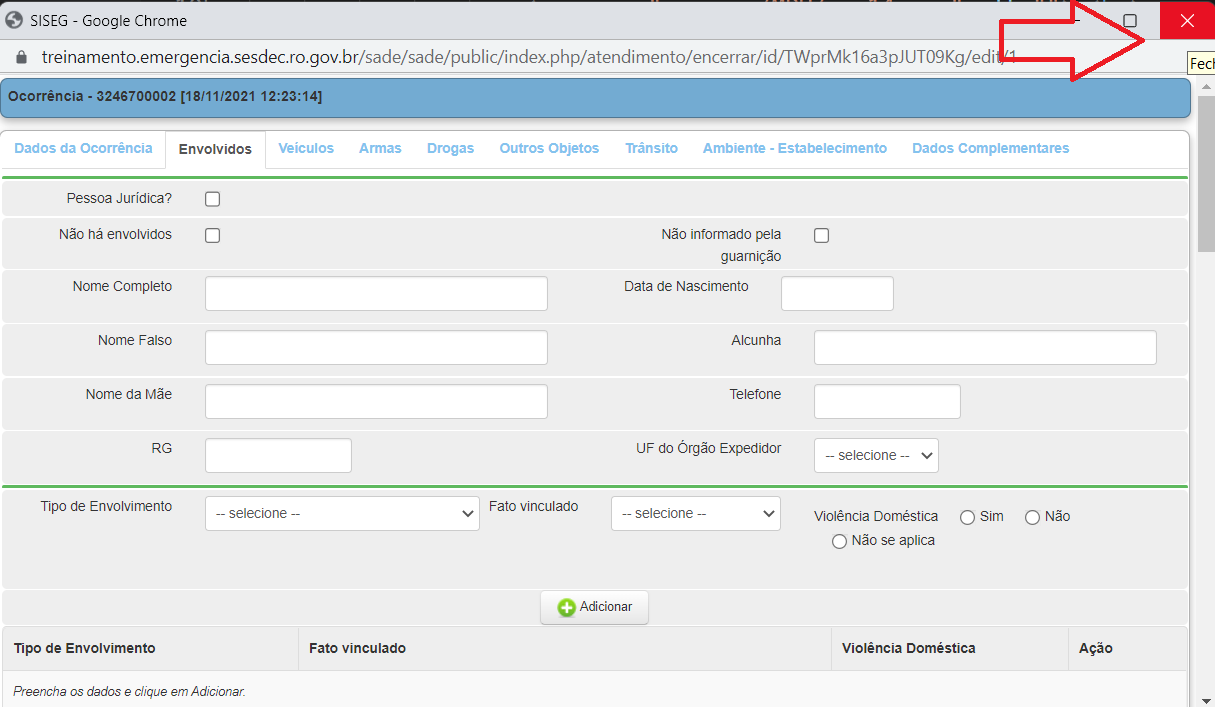 SISEG - Google Chrome
treinamento.emergencia.sesdec.ro.gov.br/sade/sade/public/index.php/atendimento/encerrar/id/TWprMk16a3pJUT09Kg/edit/1
Fech
Ocorrência - 3246700002 [18/11/2021 12:23:14]
Dados da Ocorrência Envolvidos Veículos Armas Drogas Outros Objetos Trânsito Ambiente - Estabelecimento Dados Complementares
Pessoa Jurídica?
Não há envolvidos Não informado pela
guarnição
Nome Completo Data de Nascimento
Nome Falso Alcunha
Nome da Mãe Telefone
RG UF do Órgão Expedidor -- selecione --
Tipo de Envolvimento -- selecione -- Fato vinculado -- selecione -- Violência Doméstica Sim Não
Não se aplica
Adicionar
Tipo de Envolvimento Fato vinculado Violência Doméstica Ação
Preencha os dados e clique em Adicionar.